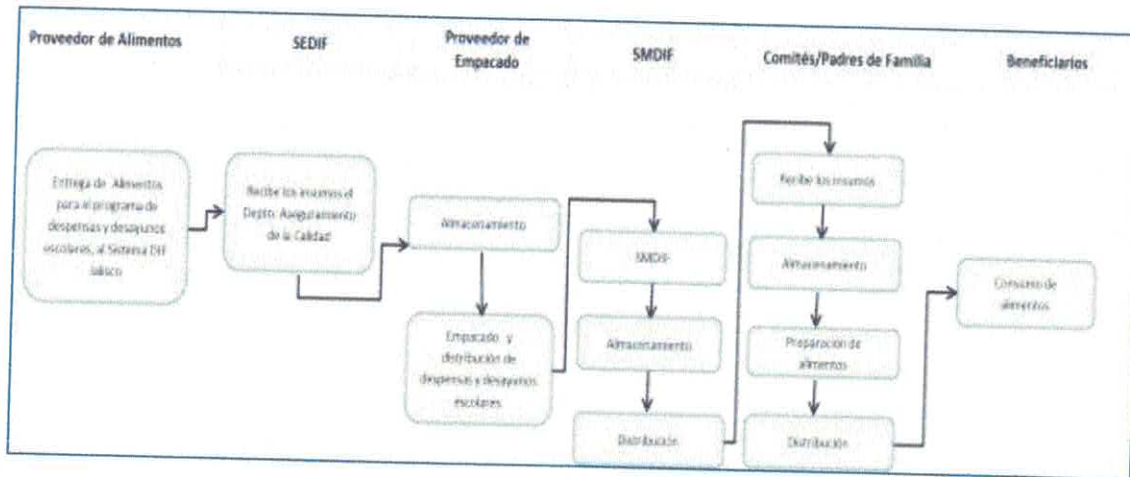 Proveedor de Alimentos
SEDIF
Proveedor de
Empacado
SMDIF
Comités/Padres de Familia
Beneficiarios
Entrega de Alimentos
para el programa de
despensas y desayunos
escolares, al Sistema DIF
Jalisco
Recibe los insumos el
Depto. Aseguramiento
de la Calidad
Almacenamiento
Empacado y
distribución de
despensas y desayunos
escolares
SMDIF
Almacenamiento
Distribución
Recibe los insumos
Almacenamiento
Preparación de
alimentos
Distribución
Consumo de
alimentos